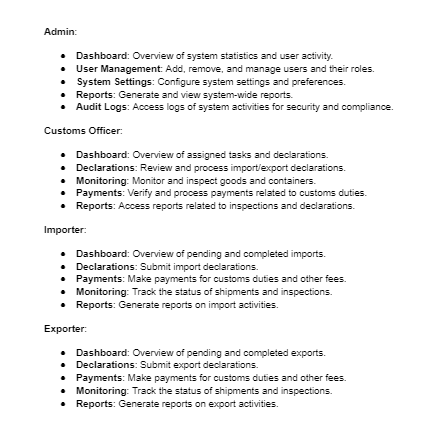 Admin:
• Dashboard: Overview of system statistics and user activity.
• User Management: Add, remove, and manage users and their roles.
• System Settings: Configure system settings and preferences.
• Reports: Generate and view system-wide reports.
• Audit Logs: Access logs of system activities for security and compliance.
Customs Officer:
• Dashboard: Overview of assigned tasks and declarations.
• Declarations: Review and process import/export declarations.
• Monitoring: Monitor and inspect goods and containers.
• Payments: Verify and process payments related to customs duties.
• Reports: Access reports related to inspections and declarations.
Importer:
• Dashboard: Overview of pending and completed imports.
• Declarations: Submit import declarations.
• Payments: Make payments for customs duties and other fees.
• Monitoring: Track the status of shipments and inspections.
• Reports: Generate reports on import activities.
Exporter:
• Dashboard: Overview of pending and completed exports.
• Declarations: Submit export declarations.
• Payments: Make payments for customs duties and other fees.
• Monitoring: Track the status of shipments and inspections.
• Reports: Generate reports on export activities.